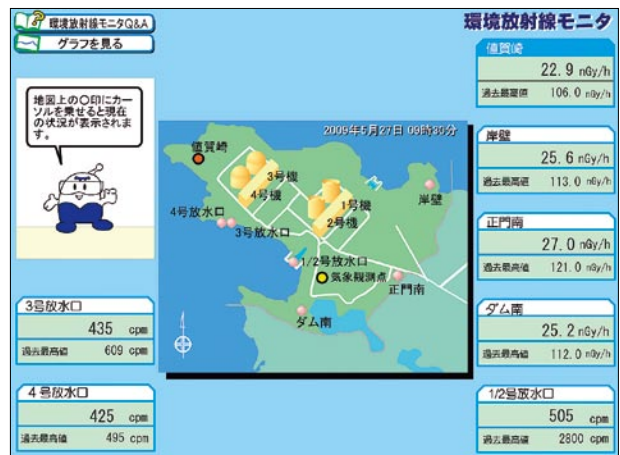 環境放射線モニタQ&A
グラフを見る
環境放射線モニタ
地図上の○印にカー
ソルを乗せると現在
の状況が表示されま
す。
2009年5月27日 09時30分
値賀崎
3号機
4号機
1号機
2号機
岸壁
4号放水口
3号放水口
1/2号放水口
気象観測点
正門南
ダム南
値賀崎
22.9 nGy/h
過去最高値 106.0 nGy/h
岸壁
25.6 nGy/h
過去最高値 113.0 nGy/h
正門南
27.0 nGy/h
過去最高値 121.0 nGy/h
ダム南
25.2 nGy/h
過去最高値 112.0 nGy/h
3号放水口
435 cpm
過去最高値 609 cpm
4号放水口
425 cpm
過去最高値 495 cpm
1/2号放水口
505 cpm
過去最高値 2800 cpm